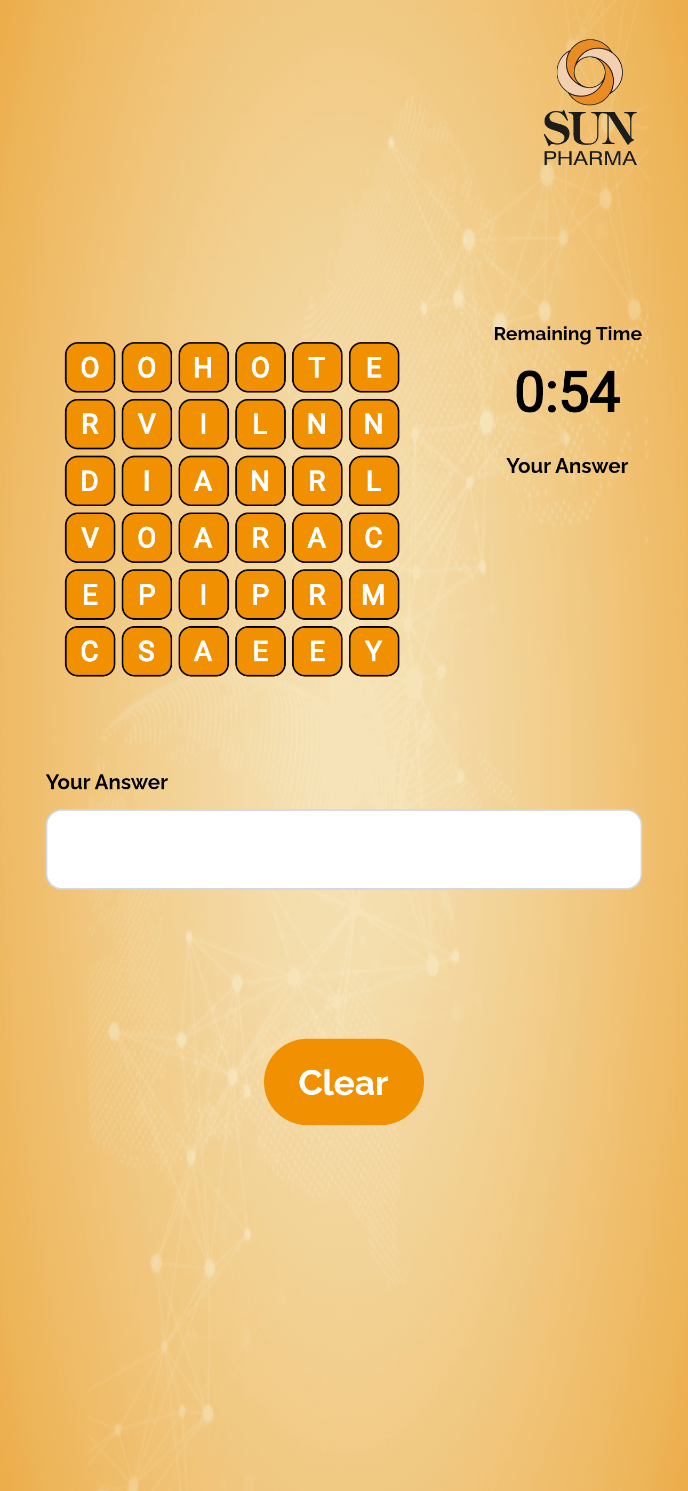 SUN
PHARMA
Remaining Time
0:54
Your Answer
O O H O T E
R V I L N N
D I A N R L
V O A R A C
E P I P R M
C S A E E Y
Your Answer
Clear